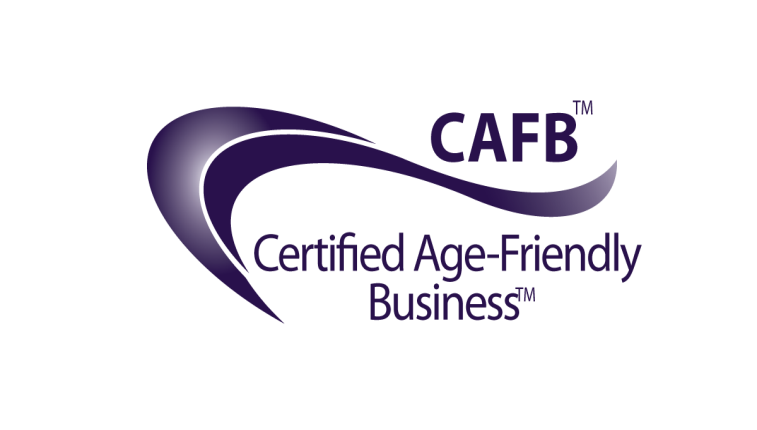 CAFB™
Certified Age-Friendly
Business™